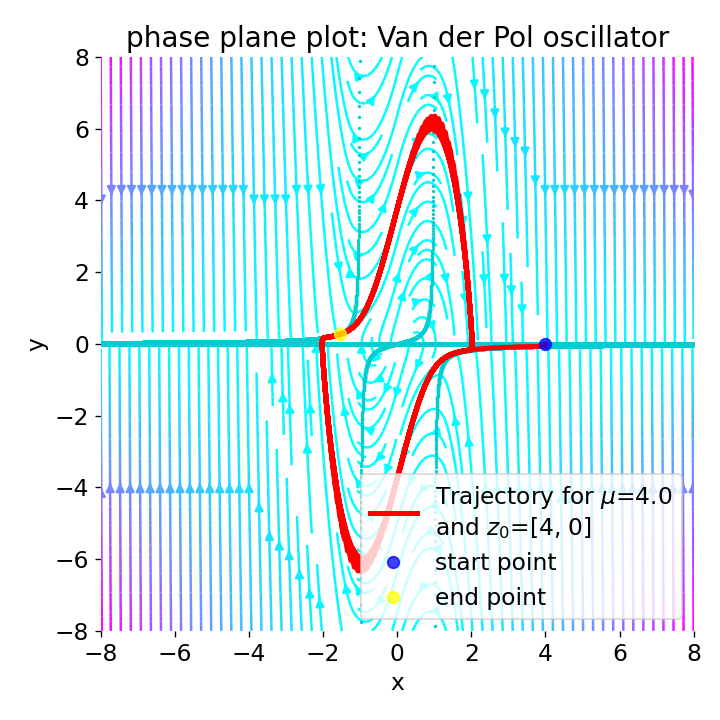 phase plane plot: Van der Pol oscillator
8
6
4
2
0
−2
−4
−6
−8
y
−8 −6 −4 −2 0 2 4 6 8
x
Trajectory for μ=4.0
and z₀=[4, 0]
start point
end point